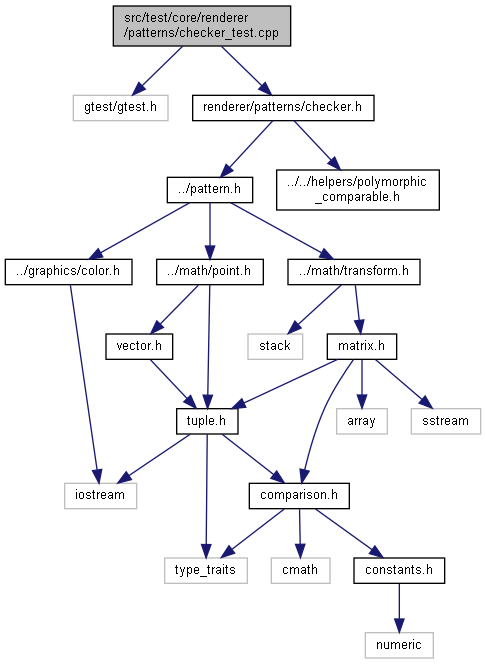 src/test/core/renderer
/patterns/checker_test.cpp
gtest/gtest.h
renderer/patterns/checker.h
../pattern.h
../../helpers/polymorphic
_comparable.h
../graphics/color.h
../math/point.h
../math/transform.h
vector.h
stack
matrix.h
tuple.h
array
sstream
iostream
comparison.h
type_traits
cmath
constants.h
numeric